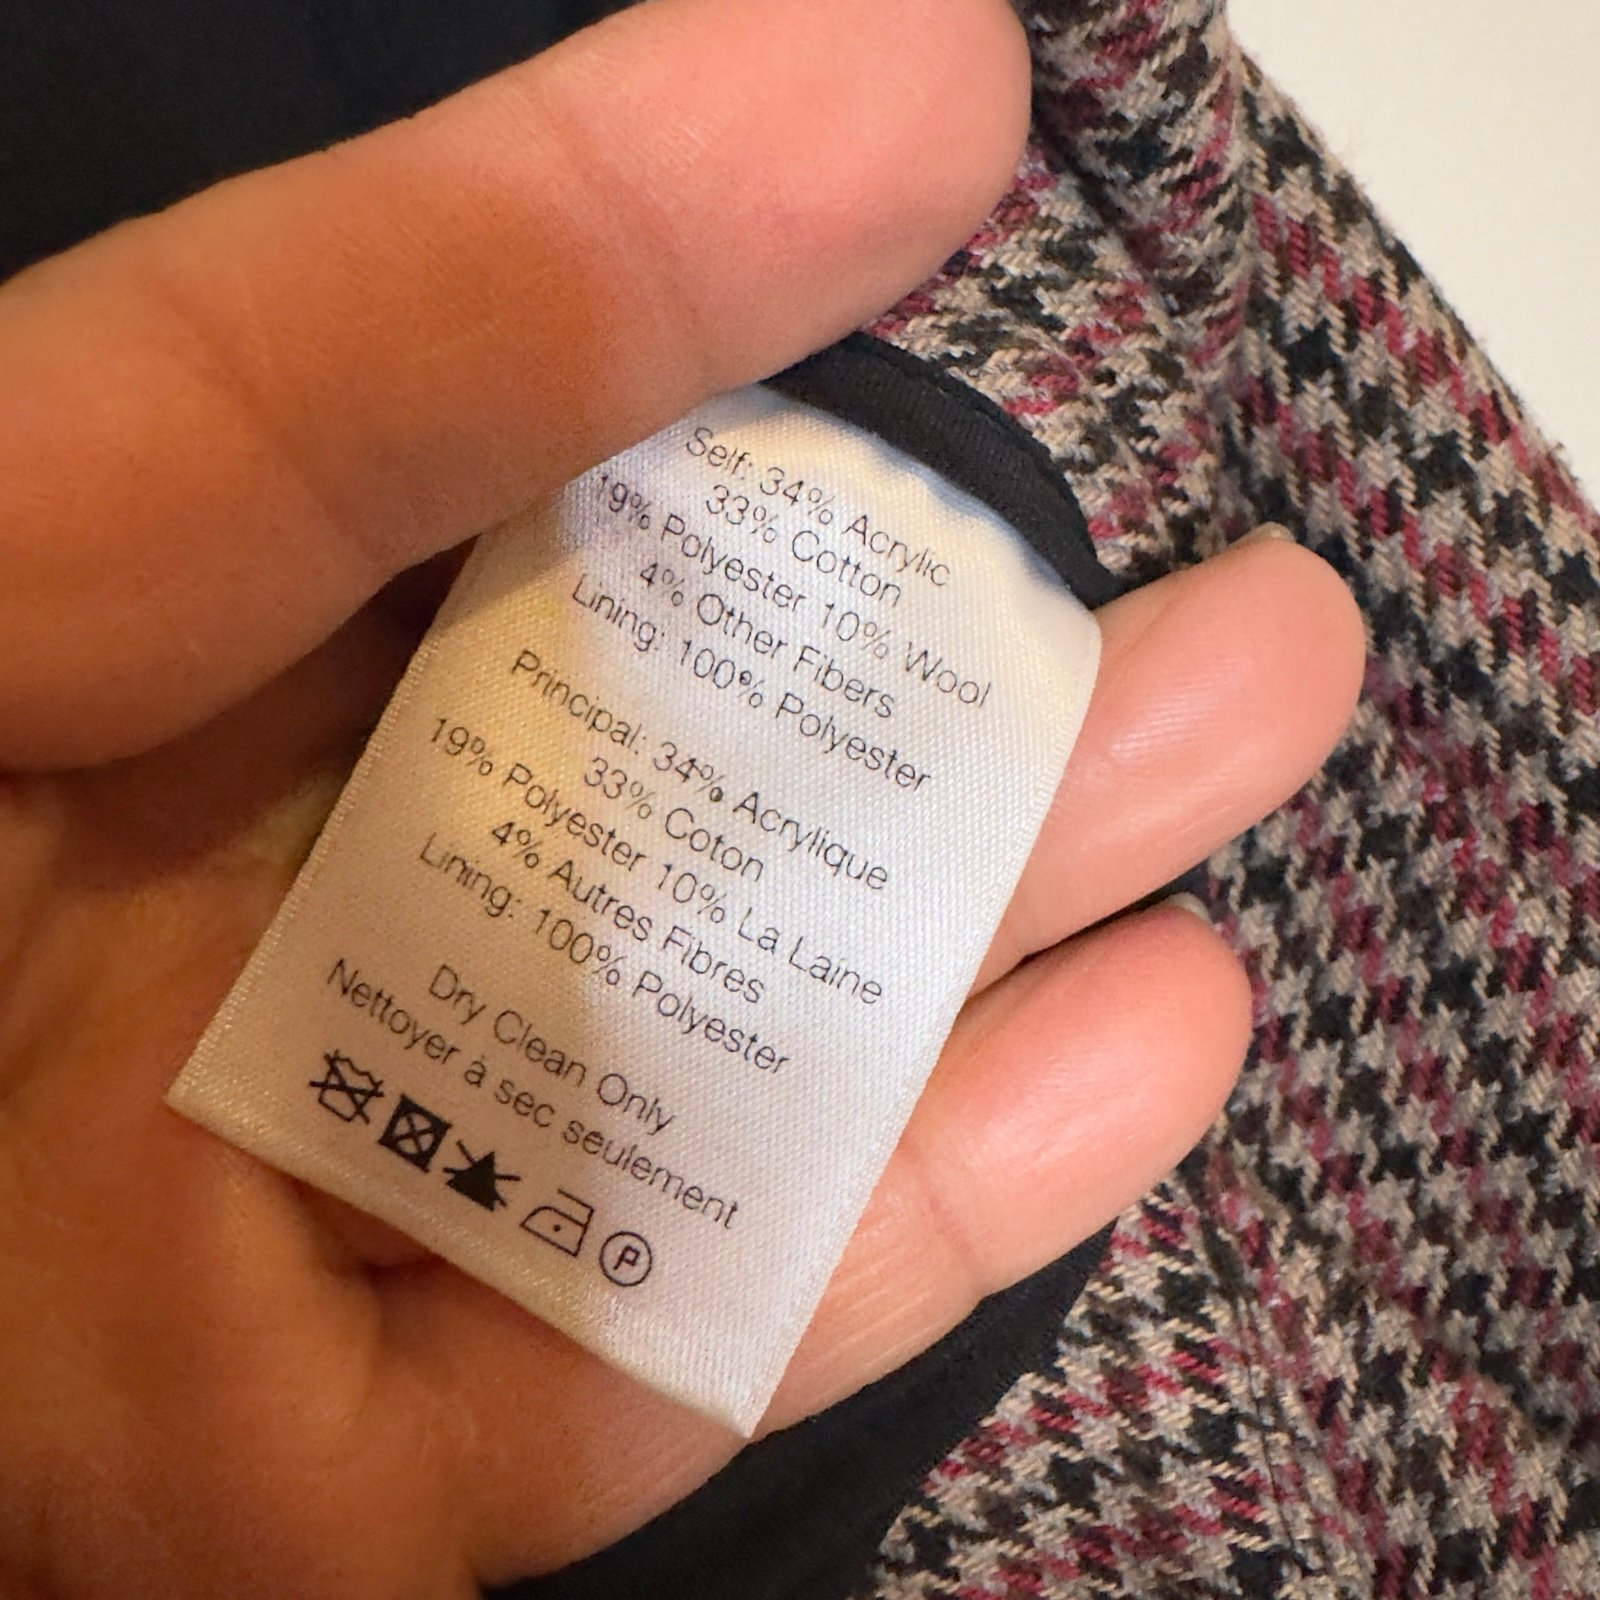 Self: 34% Acrylic
33% Cotton
19% Polyester 10% Wool
4% Other Fibers
Lining: 100% Polyester
Principal: 34% Acrylique
33% Coton
19% Polyester 10% La Laine
4% Autres Fibres
Lining: 100% Polyester
Dry Clean Only
Nettoyer à sec seulement
P